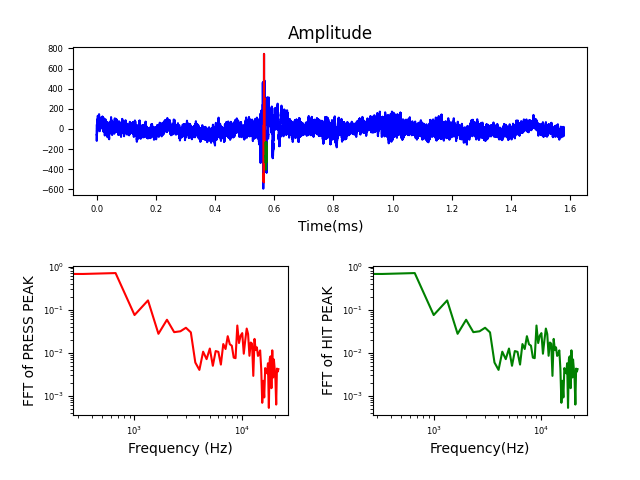 Amplitude
800
600
400
200
0
−200
−400
−600
0.0 0.2 0.4 0.6 0.8 1.0 1.2 1.4 1.6
Time(ms)
FFT of PRESS PEAK
10⁰
10⁻¹
10⁻²
10⁻³
10³ 10⁴
Frequency (Hz)
FFT of HIT PEAK
10⁰
10⁻¹
10⁻²
10⁻³
10³ 10⁴
Frequency(Hz)